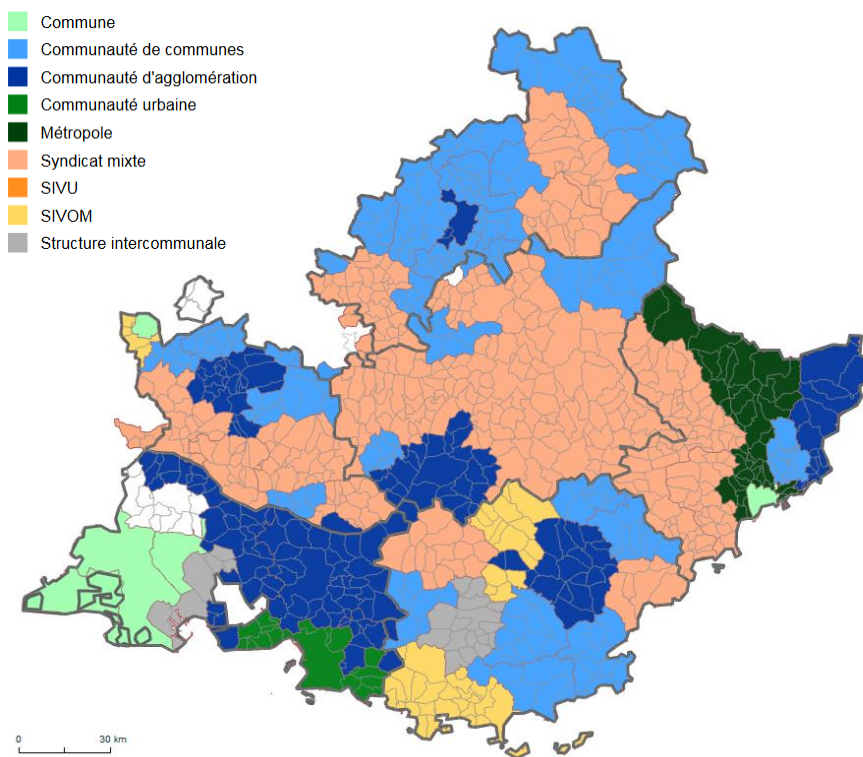 Commune
Communauté de communes
Communauté d'agglomération
Communauté urbaine
Métropole
Syndicat mixte
SIVU
SIVOM
Structure intercommunale
0 30 km